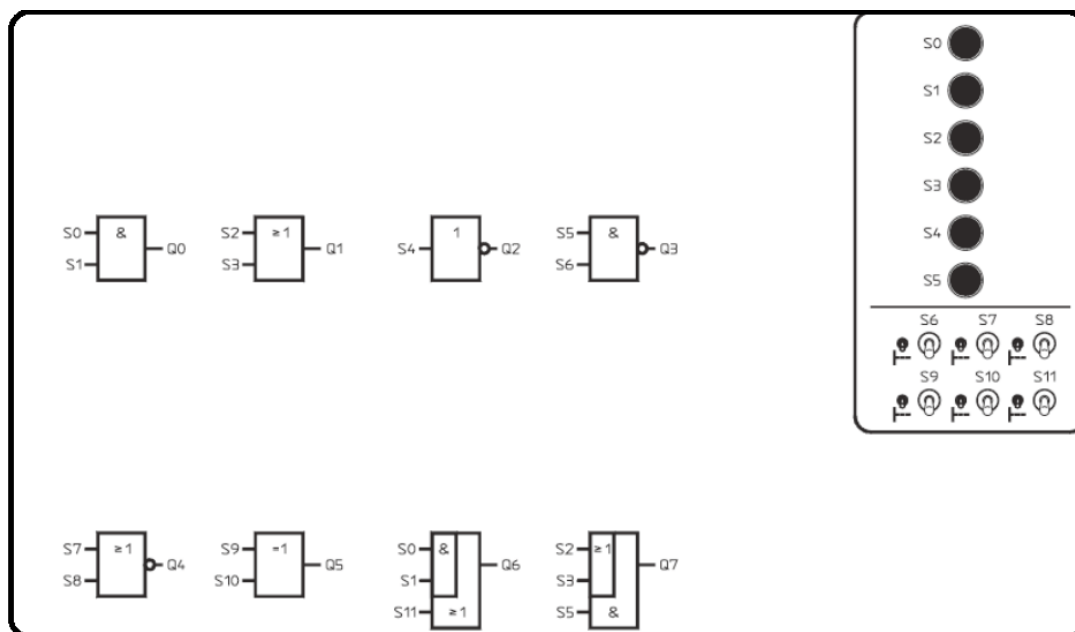 S0
S1
S2
S3
S4
S5
S6 S7 S8
S9 S10 S11
S0 & Q0
S1
S2 ≥1 Q1
S3
S4 1 Q2
S5 & Q3
S6
S7 ≥1 Q4
S8
S9 =1 Q5
S10
S0 & Q6
S1
S11 ≥1
S2 ≥1 Q7
S3
S5 &